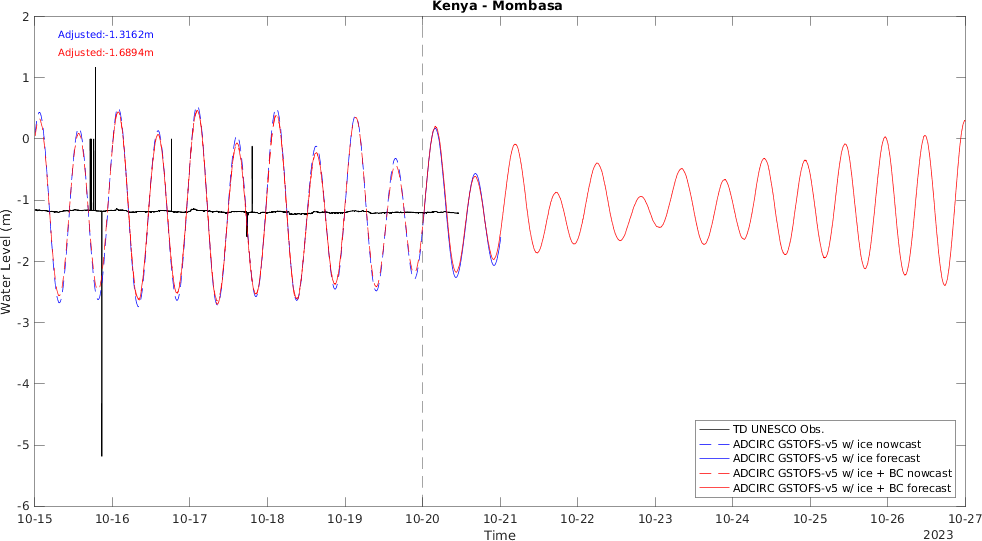 Kenya - Mombasa
Adjusted:-1.3162m
Adjusted:-1.6894m
2
1
0
-1
-2
-3
-4
-5
-6
Water Level (m)
TD UNESCO Obs.
ADCIRC GSTOFS-v5 w/ ice nowcast
ADCIRC GSTOFS-v5 w/ ice forecast
ADCIRC GSTOFS-v5 w/ ice + BC nowcast
ADCIRC GSTOFS-v5 w/ ice + BC forecast
10-15 10-16 10-17 10-18 10-19 10-20 10-21 10-22 10-23 10-24 10-25 10-26 10-27
Time
2023